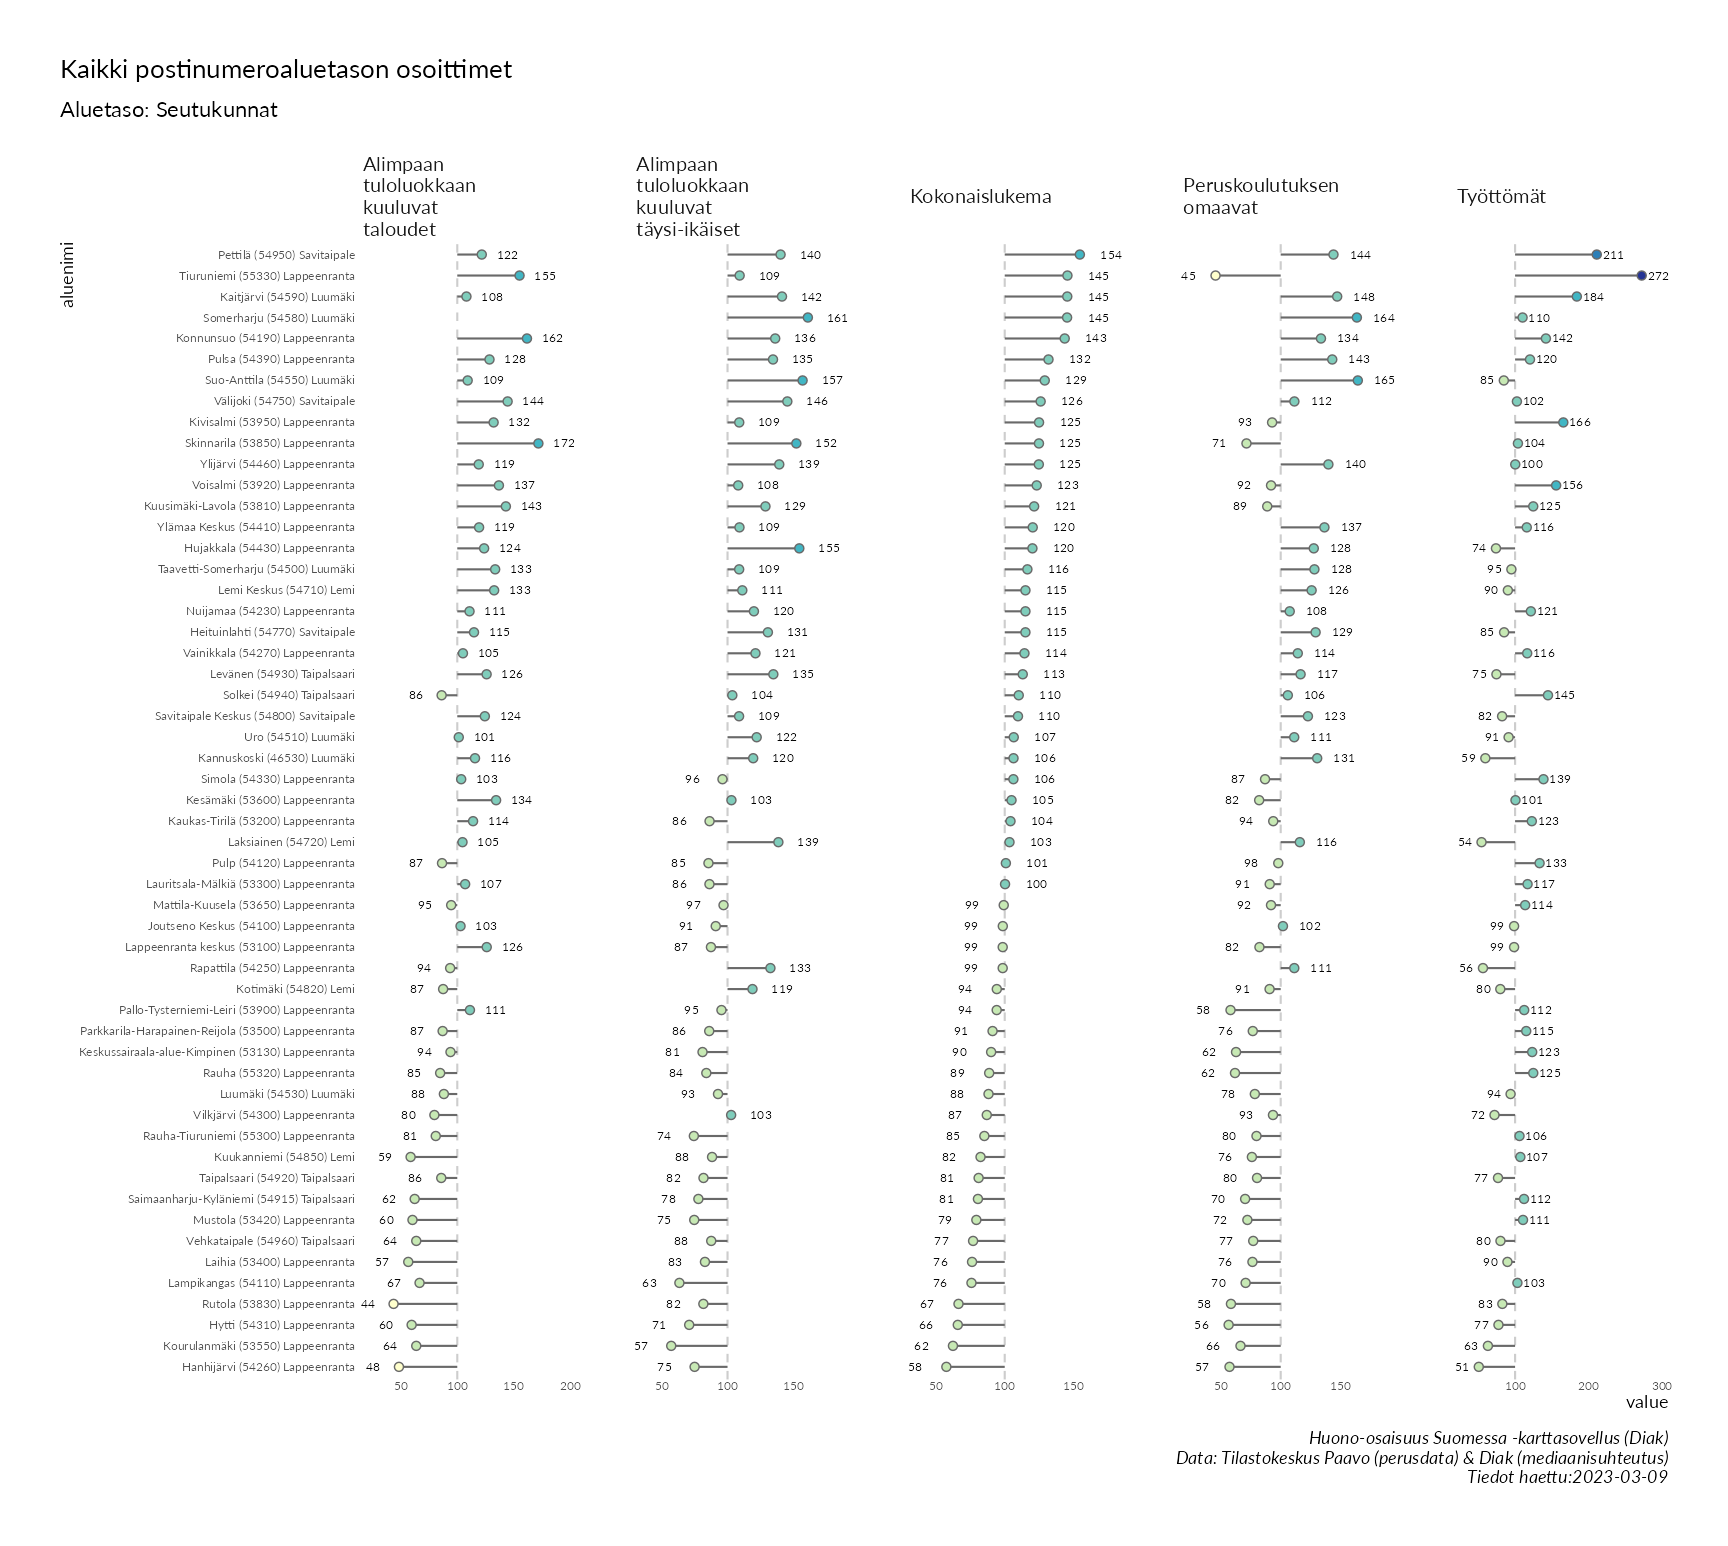 Kaikki postinumeroaluetason osoittimet
Aluetaso: Seutukunnat
Alimpaan
tuloluokkaan
kuuluvat
taloudet
Alimpaan
tuloluokkaan
kuuluvat
täysi-ikäiset
Kokonaislukema
Peruskoulutuksen
omaavat
Työttömät
aluenimi
Pettilä (54950) Savitaipale 122 140 154 144 211
Tiuruniemi (55330) Lappeenranta 155 109 145 45 272
Kaitjärvi (54590) Luumäki 108 142 145 148 184
Somerharju (54580) Luumäki 161 145 164 110
Konnunsuo (54190) Lappeenranta 162 136 143 134 142
Pulsa (54390) Lappeenranta 128 135 132 143 120
Suo-Anttila (54550) Luumäki 109 157 129 165 85
Välijoki (54750) Savitaipale 144 146 126 112 102
Kivisalmi (53950) Lappeenranta 132 109 125 93 166
Skinnarila (53850) Lappeenranta 172 152 125 71 104
Ylijärvi (54460) Lappeenranta 119 139 125 140 100
Voisalmi (53920) Lappeenranta 137 108 123 92 156
Kuusimäki-Lavola (53810) Lappeenranta 143 129 121 89 125
Ylämaa Keskus (54410) Lappeenranta 119 109 120 137 116
Hujakkala (54430) Lappeenranta 124 155 120 128 74
Taavetti-Somerharju (54500) Luumäki 133 109 116 128 95
Lemi Keskus (54710) Lemi 133 111 115 126 90
Nuijamaa (54230) Lappeenranta 111 120 115 108 121
Heituinlahti (54770) Savitaipale 115 131 115 129 85
Vainikkala (54270) Lappeenranta 105 121 114 114 116
Levänen (54930) Taipalsaari 126 135 113 117 75
Solkei (54940) Taipalsaari 86 104 110 106 145
Savitaipale Keskus (54800) Savitaipale 124 109 110 123 82
Uro (54510) Luumäki 101 122 107 111 91
Kannuskoski (46530) Luumäki 116 120 106 131 59
Simola (54330) Lappeenranta 103 96 106 87 139
Kesämäki (53600) Lappeenranta 134 103 105 82 101
Kaukas-Tirilä (53200) Lappeenranta 114 86 104 94 123
Laksiainen (54720) Lemi 105 139 103 116 54
Pulp (54120) Lappeenranta 87 85 101 98 133
Lauritsala-Mälkiä (53300) Lappeenranta 107 86 100 91 117
Mattila-Kuusela (53650) Lappeenranta 95 97 99 92 114
Joutseno Keskus (54100) Lappeenranta 103 91 99 102 99
Lappeenranta keskus (53100) Lappeenranta 126 87 99 82 99
Rapattila (54250) Lappeenranta 94 133 99 111 56
Kotimäki (54820) Lemi 87 119 94 91 80
Pallo-Tysterniemi-Leiri (53900) Lappeenranta 111 95 94 58 112
Parkkarila-Harapainen-Reijola (53500) Lappeenranta 87 86 91 76 115
Keskussairaala-alue-Kimpinen (53130) Lappeenranta 94 81 90 62 123
Rauha (55320) Lappeenranta 85 84 89 62 125
Luumäki (54530) Luumäki 88 93 88 78 94
Vilkjärvi (54300) Lappeenranta 80 103 87 93 72
Rauha-Tiuruniemi (55300) Lappeenranta 81 74 85 80 106
Kuukanniemi (54850) Lemi 59 88 82 76 107
Taipalsaari (54920) Taipalsaari 86 82 81 80 77
Saimaanharju-Kyläniemi (54915) Taipalsaari 62 78 81 70 112
Mustola (53420) Lappeenranta 60 75 79 72 111
Vehkataipale (54960) Taipalsaari 64 88 77 77 80
Laihia (53400) Lappeenranta 57 83 76 76 90
Lampikangas (54110) Lappeenranta 67 63 76 70 103
Rutola (53830) Lappeenranta 44 82 67 58 83
Hytti (54310) Lappeenranta 60 71 66 56 77
Kourulanmäki (53550) Lappeenranta 64 57 62 66 63
Hanhijärvi (54260) Lappeenranta 48 75 58 57 51
50 100 150 200 50 100 150 50 100 150 50 100 150 100 200 300
value
Huono-osaisuus Suomessa -karttasovellus (Diak)
Data: Tilastokeskus Paavo (perusdata) & Diak (mediaanisuhteutus)
Tiedot haettu:2023-03-09